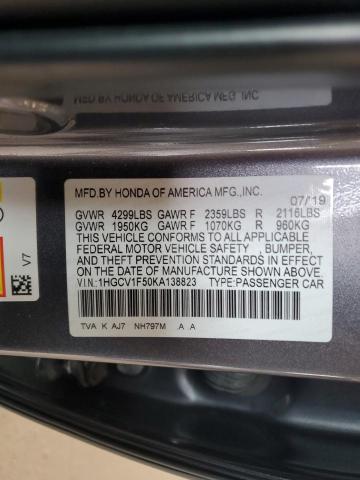 MFD.BY HONDA OF AMERICA MFG.,INC.
07/19
GVWR 4299LBS GAWR F 2359LBS R 2116LBS
GVWR 1950KG GAWR F 1070KG R 960KG
THIS VEHICLE CONFORMS TO ALL APPLICABLE
FEDERAL MOTOR VEHICLE SAFETY , BUMPER,
AND THEFT PREVENTION STANDARDS IN EFFECT
ON THE DATE OF MANUFACTURE SHOWN ABOVE.
V.I.N.:1HGCV1F50KA138823 TYPE:PASSENGER CAR
TVA K AJ7 NH797M A A
V7